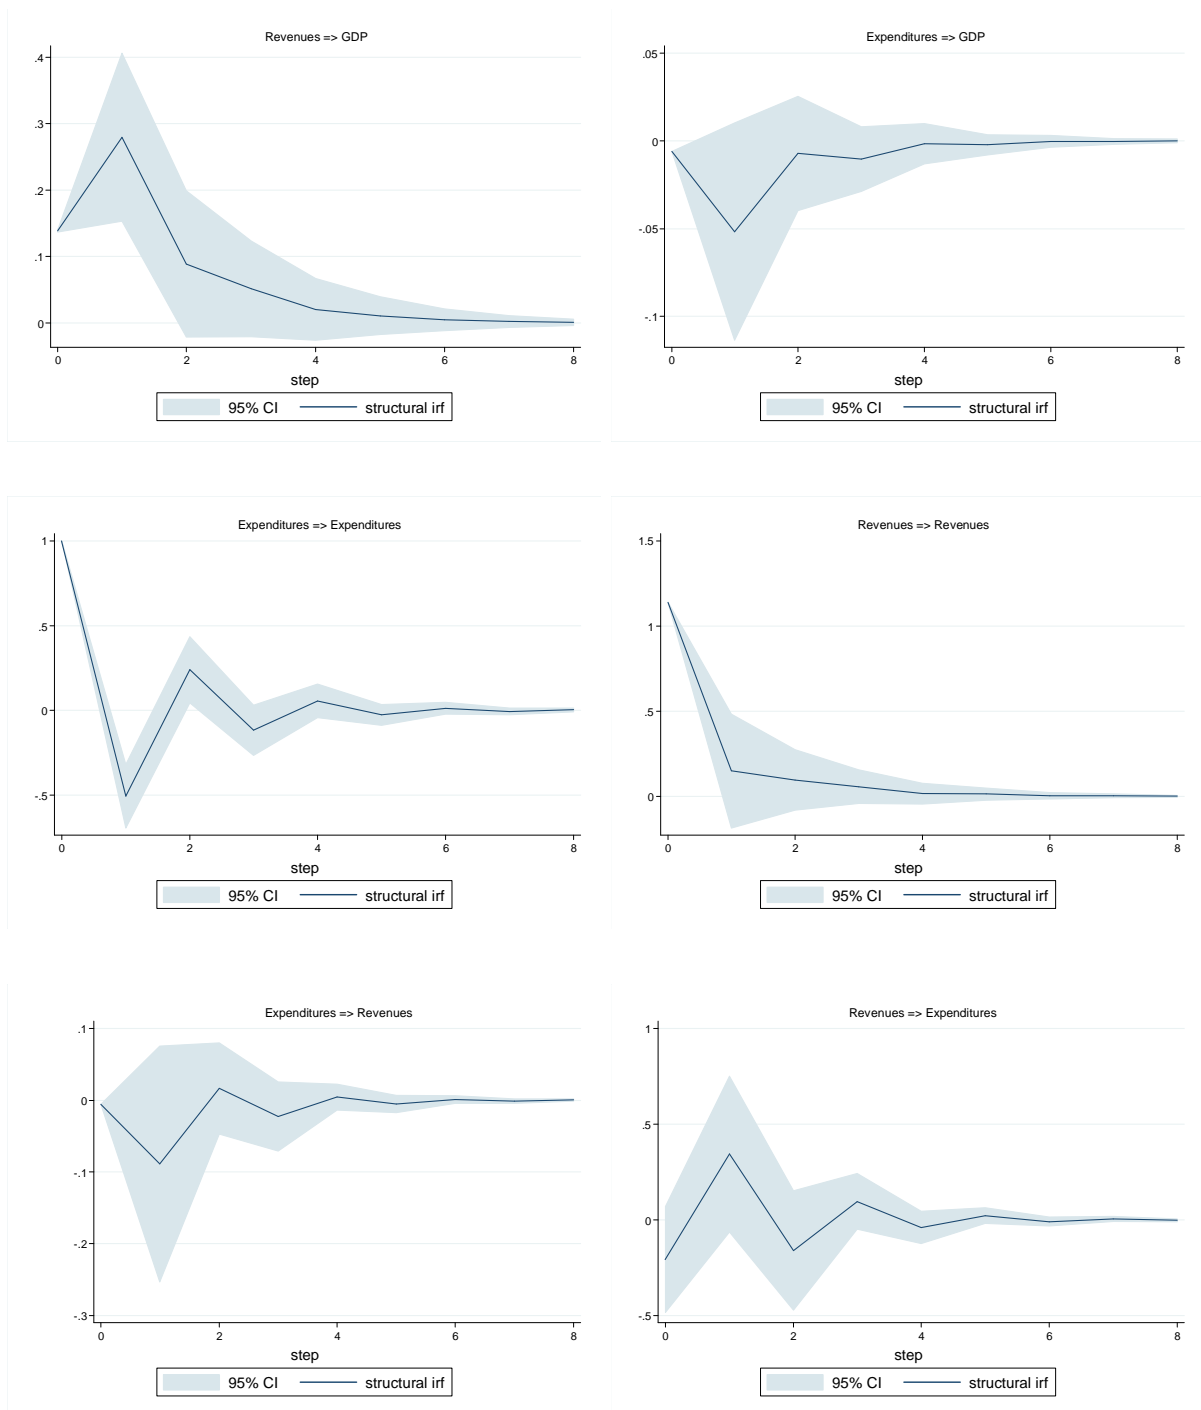 Revenues => GDP
.4
.3
.2
.1
0
0 2 4 6 8
step
95% CI structural irf
Expenditures => GDP
.05
0
-.05
-.1
0 2 4 6 8
step
95% CI structural irf
Expenditures => Expenditures
1
.5
0
-.5
0 2 4 6 8
step
95% CI structural irf
Revenues => Revenues
1.5
1
.5
0
0 2 4 6 8
step
95% CI structural irf
Expenditures => Revenues
.1
0
-.1
-.2
-.3
0 2 4 6 8
step
95% CI structural irf
Revenues => Expenditures
1
.5
0
-.5
0 2 4 6 8
step
95% CI structural irf